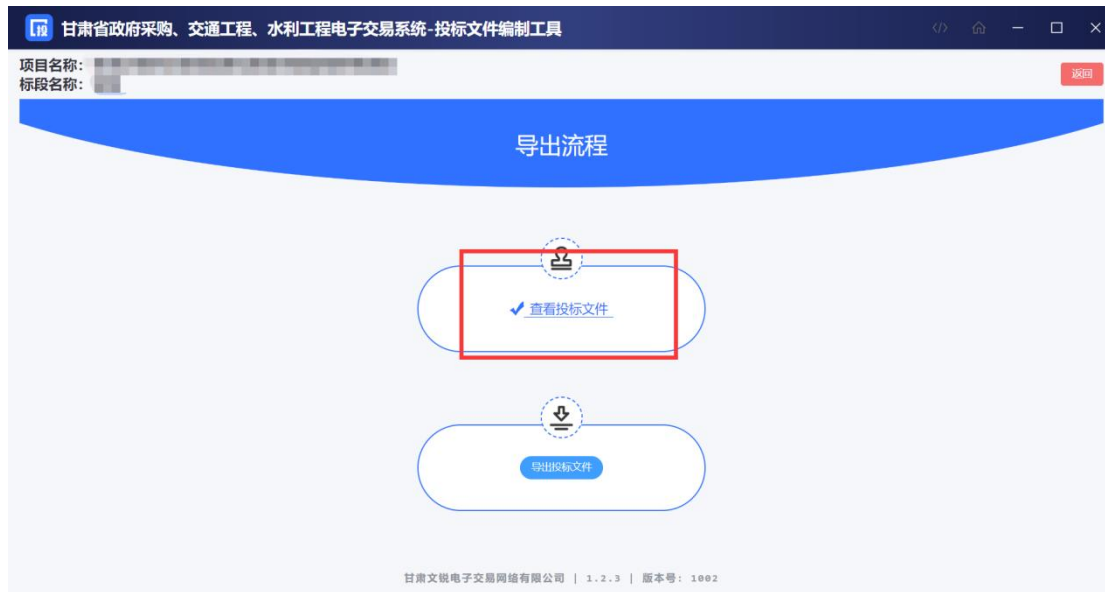 投 甘肃省政府采购、交通工程、水利工程电子交易系统-投标文件编制工具
项目名称:
标段名称:
返回
导出流程
查看投标文件
导出投标文件
甘肃文锐电子交易网络有限公司 | 1.2.3 | 版本号: 1002